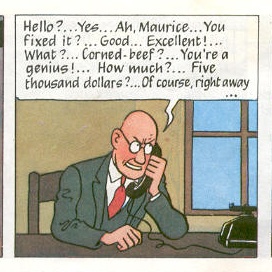 Hello?...Yes...Ah, Maurice...You
fixed it?...Good...Excellent!...
What?...Corned-beef?...You're a
genius!... How much?... Five
thousand dollars?...Of course, right away
...